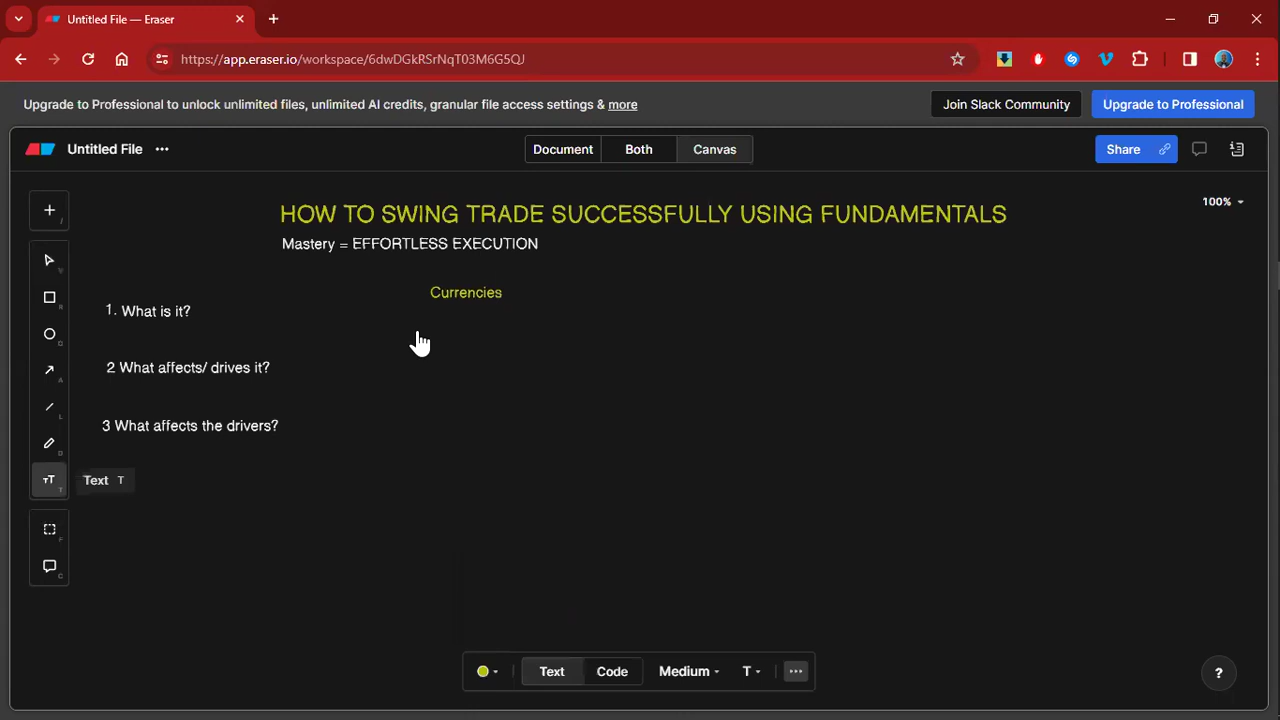 Untitled File — Eraser
https://app.eraser.io/workspace/6dwDGkRSrNqT03M6G5QJ
Upgrade to Professional to unlock unlimited files, unlimited AI credits, granular file access settings & more
Join Slack Community
Upgrade to Professional
Untitled File
Document
Both
Canvas
Share
HOW TO SWING TRADE SUCCESSFULLY USING FUNDAMENTALS
100%
Mastery = EFFORTLESS EXECUTION
Currencies
1. What is it?
2 What affects/ drives it?
3 What affects the drivers?
Text T
Text
Code
Medium
T
?